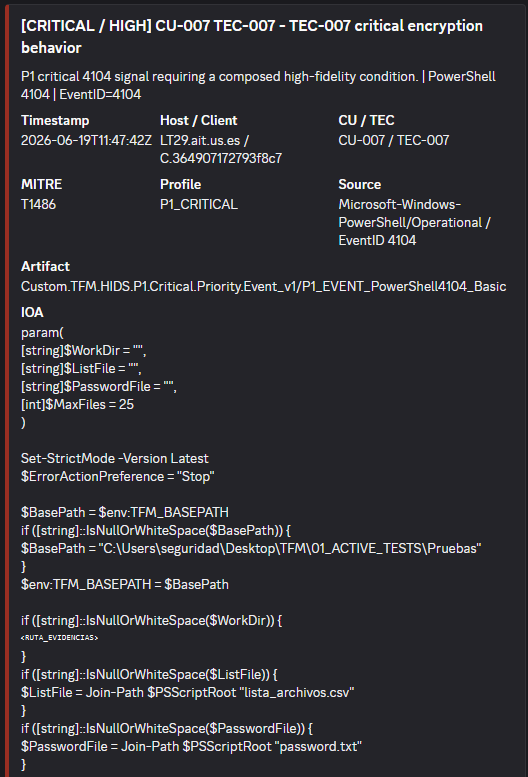 [CRITICAL / HIGH] CU-007 TEC-007 - TEC-007 critical encryption
behavior
P1 critical 4104 signal requiring a composed high-fidelity condition. | PowerShell
4104 | EventID=4104
Timestamp
2026-06-19T11:47:42Z
Host / Client
LT29.ait.us.es /
C.364907172793f8c7
CU / TEC
CU-007 / TEC-007
MITRE
T1486
Profile
P1_CRITICAL
Source
Microsoft-Windows-
PowerShell/Operational /
EventID 4104
Artifact
Custom.TFM.HIDS.P1.Critical.Priority.Event_v1/P1_EVENT_PowerShell4104_Basic
IOA
param(
[string]$WorkDir = "",
[string]$ListFile = "",
[string]$PasswordFile = "",
[int]$MaxFiles = 25
)
Set-StrictMode -Version Latest
$ErrorActionPreference = "Stop"
$BasePath = $env:TFM_BASEPATH
if ([string]::IsNullOrWhiteSpace($BasePath)) {
$BasePath = "C:\Users\seguridad\Desktop\TFM\01_ACTIVE_TESTS\Pruebas"
}
$env:TFM_BASEPATH = $BasePath
if ([string]::IsNullOrWhiteSpace($WorkDir)) {
<RUTA_EVIDENCIAS>
}
if ([string]::IsNullOrWhiteSpace($ListFile)) {
$ListFile = Join-Path $PSScriptRoot "lista_archivos.csv"
}
if ([string]::IsNullOrWhiteSpace($PasswordFile)) {
$PasswordFile = Join-Path $PSScriptRoot "password.txt"
}